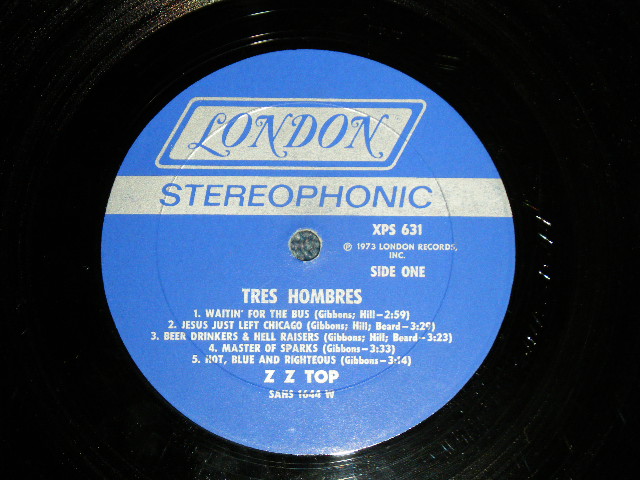 LONDON
STEREOPHONIC
XPS 631
℗ 1973 LONDON RECORDS,
INC.
SIDE ONE
TRES HOMBRES
1. WAITIN' FOR THE BUS (Gibbons; Hill—2:59)
2. JESUS JUST LEFT CHICAGO (Gibbons; Hill; Beard—3:29)
3. BEER DRINKERS & HELL RAISERS (Gibbons; Hill; Beard—3:23)
4. MASTER OF SPARKS (Gibbons—3:33)
5. HOT, BLUE AND RIGHTEOUS (Gibbons—3:14)
Z Z TOP
SAHS 1644 W